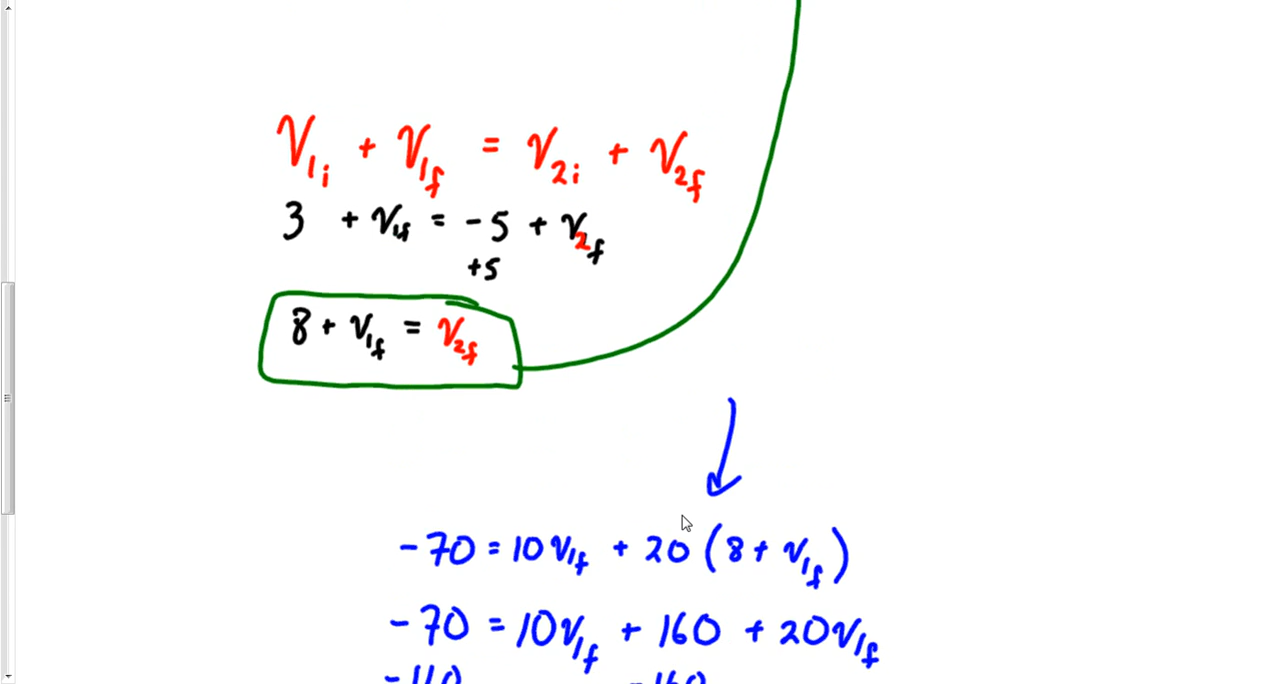 V₁ᵢ + V₁f = V₂ᵢ + V₂f
3 + V₁f = -5 + V₂f
+5
8 + V₁f = V₂f
-70 = 10V₁f + 20(8 + V₁f)
-70 = 10V₁f + 160 + 20V₁f
-160